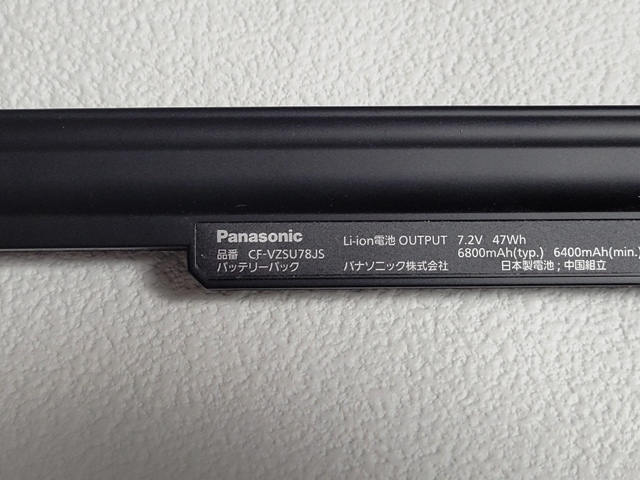 Panasonic Li-ion電池 OUTPUT 7.2V 47Wh
品番 CF-VZSU78JS 6800mAh(typ.) 6400mAh(min.)
バッテリーパック パナソニック株式会社 日本製電池;中国組立